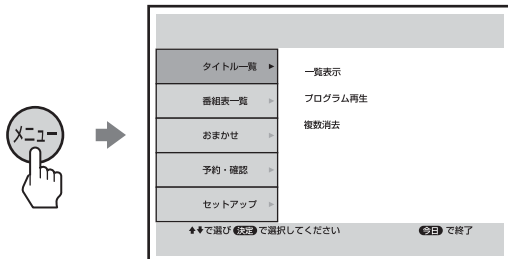 メニュー
タイトル一覧
番組表一覧
おまかせ
予約・確認
セットアップ
一覧表示
プログラム再生
複数消去
で選び 決定 で選択してください
今日 で終了